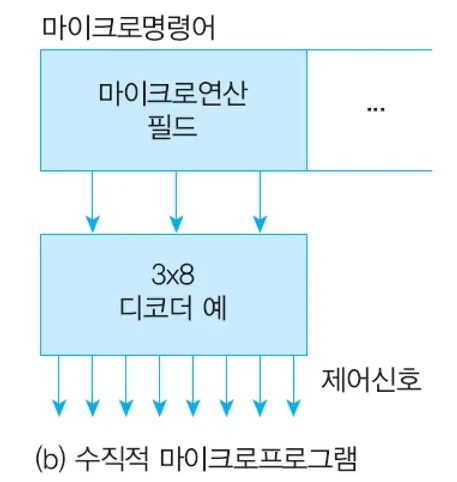 마이크로명령어
마이크로연산
필드
...
3x8
디코더 예
제어신호
(b) 수직적 마이크로프로그램